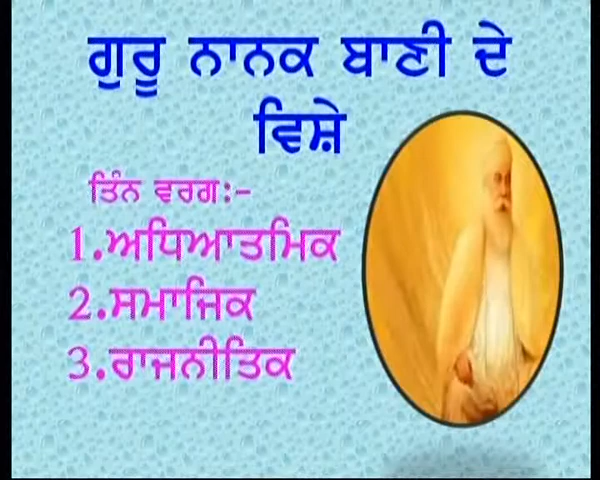 ਗੁਰੂ ਨਾਨਕ ਬਾਣੀ ਦੇ
ਵਿਸ਼ੇ
ਤਿੰਨ ਵਰਗ:-
1.ਅਧਿਆਤਮਿਕ
2.ਸਮਾਜਿਕ
3.ਰਾਜਨੀਤਿਕ